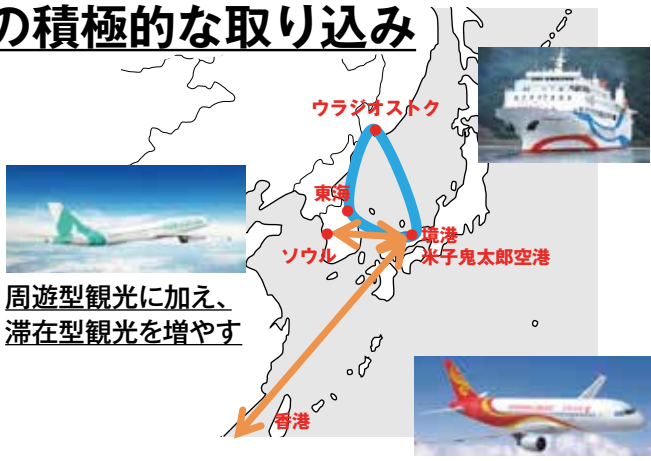 の積極的な取り込み
ウラジオストク
東海
ソウル
境港
米子鬼太郎空港
周遊型観光に加え、
滞在型観光を増やす
香港